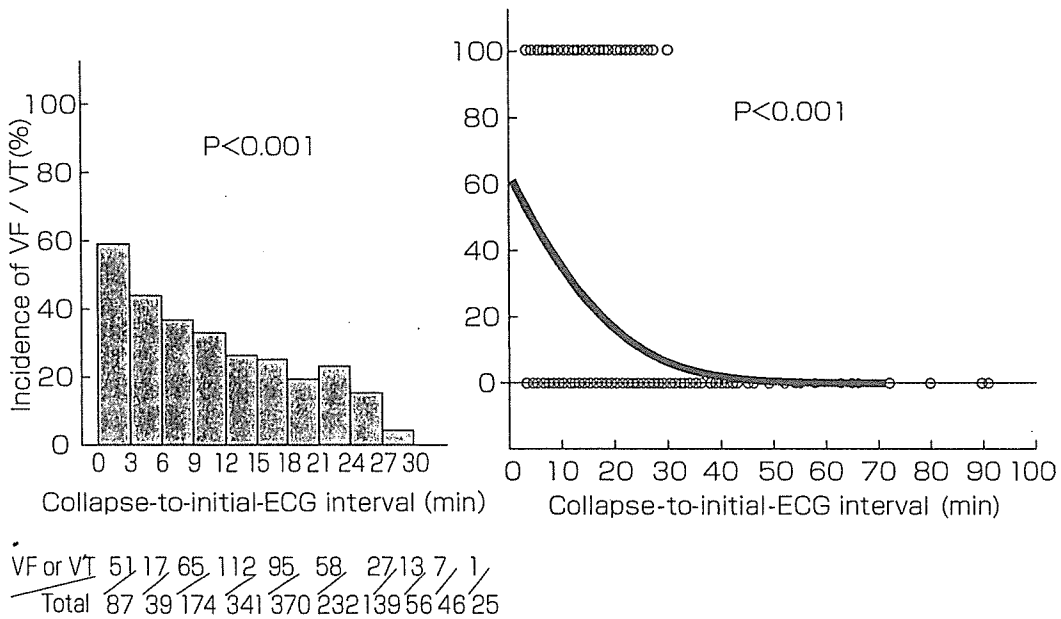 Incidence of VF / VT(%)
100
80
60
40
20
0
P<0.001
0 3 6 9 12 15 18 21 24 27 30
Collapse-to-initial-ECG interval (min)
VF or VT 51 17 65 112 95 58 27 13 7 1
Total 87 39 174 341 370 232 139 56 46 25
100
80
60
40
20
0
P<0.001
0 10 20 30 40 50 60 70 80 90 100
Collapse-to-initial-ECG interval (min)